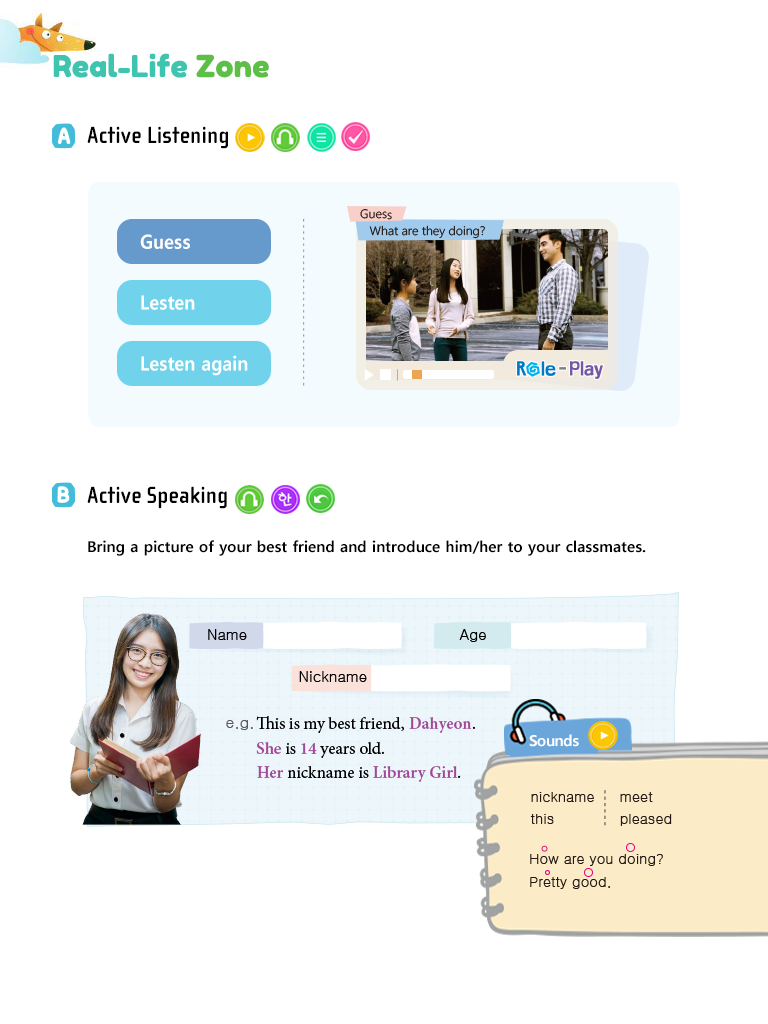 Real-Life Zone
A Active Listening
Guess
Lesten
Lesten again
Guess
What are they doing?
Role-Play
B Active Speaking
한
Bring a picture of your best friend and introduce him/her to your classmates.
Name
Age
Nickname
e.g. This is my best friend, Dahyeon.
She is 14 years old.
Her nickname is Library Girl.
Sounds
nickname meet
this pleased
How are you doing?
Pretty good.